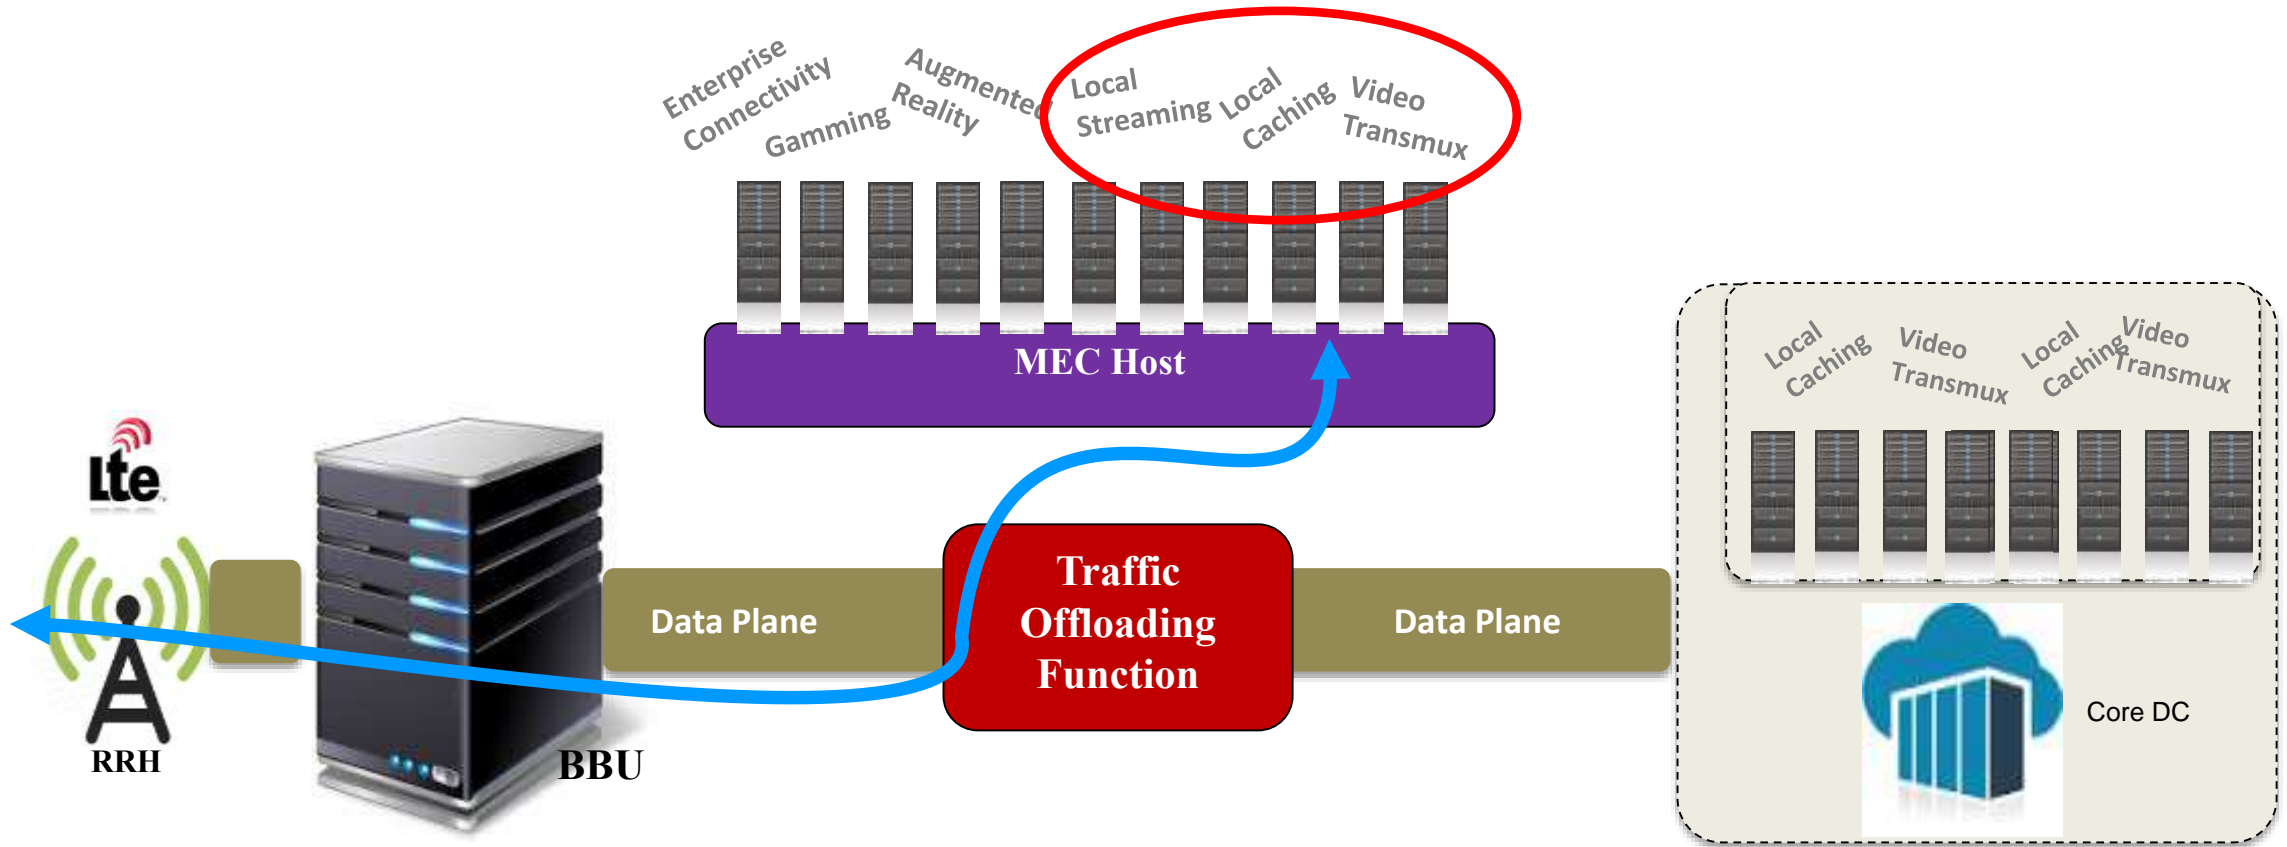 Enterprise
Connectivity
Gamming
Augmented
Reality
Local
Streaming
Local
Caching
Video
Transmux
MEC Host
Local
Caching
Video
Transmux
Local
Caching
Video
Transmux
Lte
RRH
BBU
Data Plane
Traffic
Offloading
Function
Data Plane
Core DC